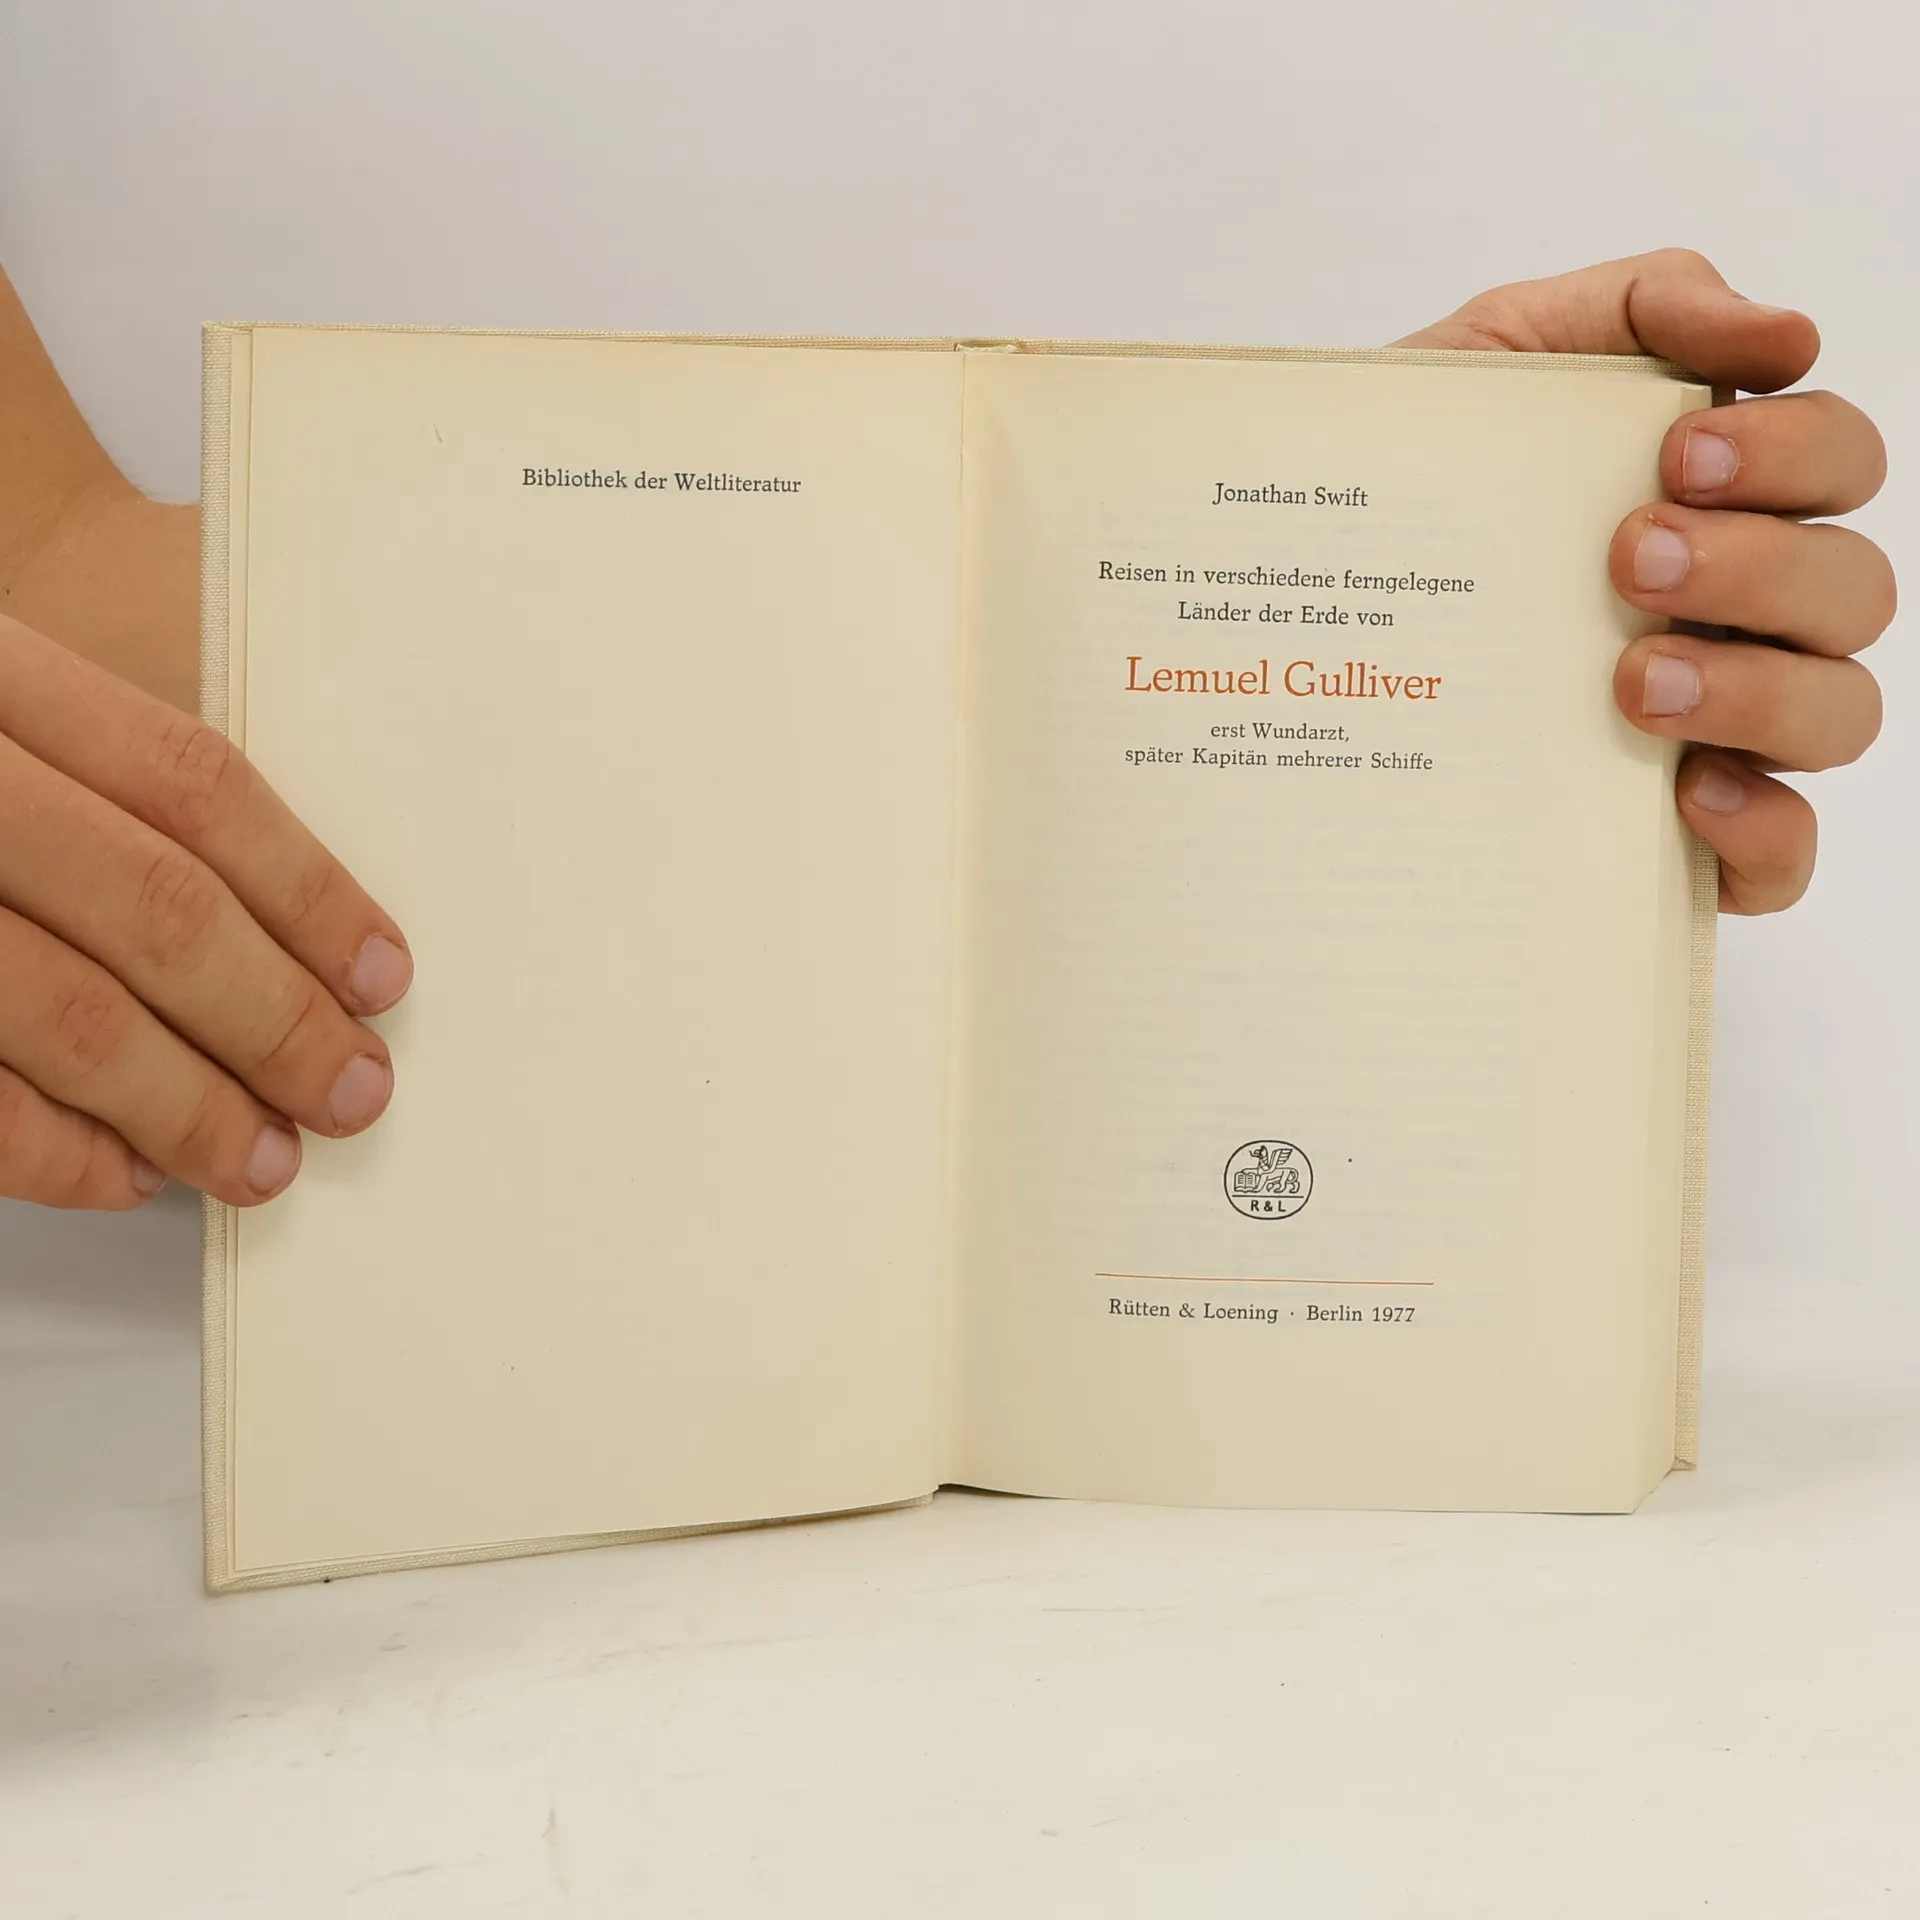 Bibliothek der Weltliteratur
Jonathan Swift
Reisen in verschiedene ferngelegene
Länder der Erde von
Lemuel Gulliver
erst Wundarzt,
später Kapitän mehrerer Schiffe
R & L
Rütten & Loening · Berlin 1977